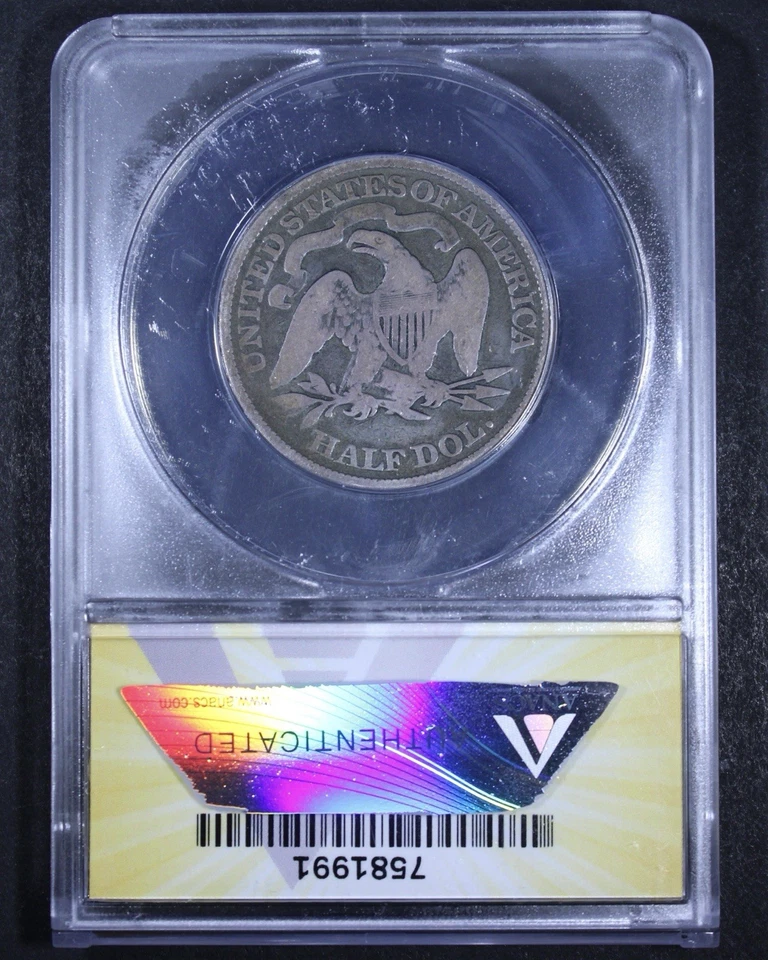 UNITED STATES OF AMERICA
HALF DOL.
www.anacs.com
AUTHENTICATED
7581991